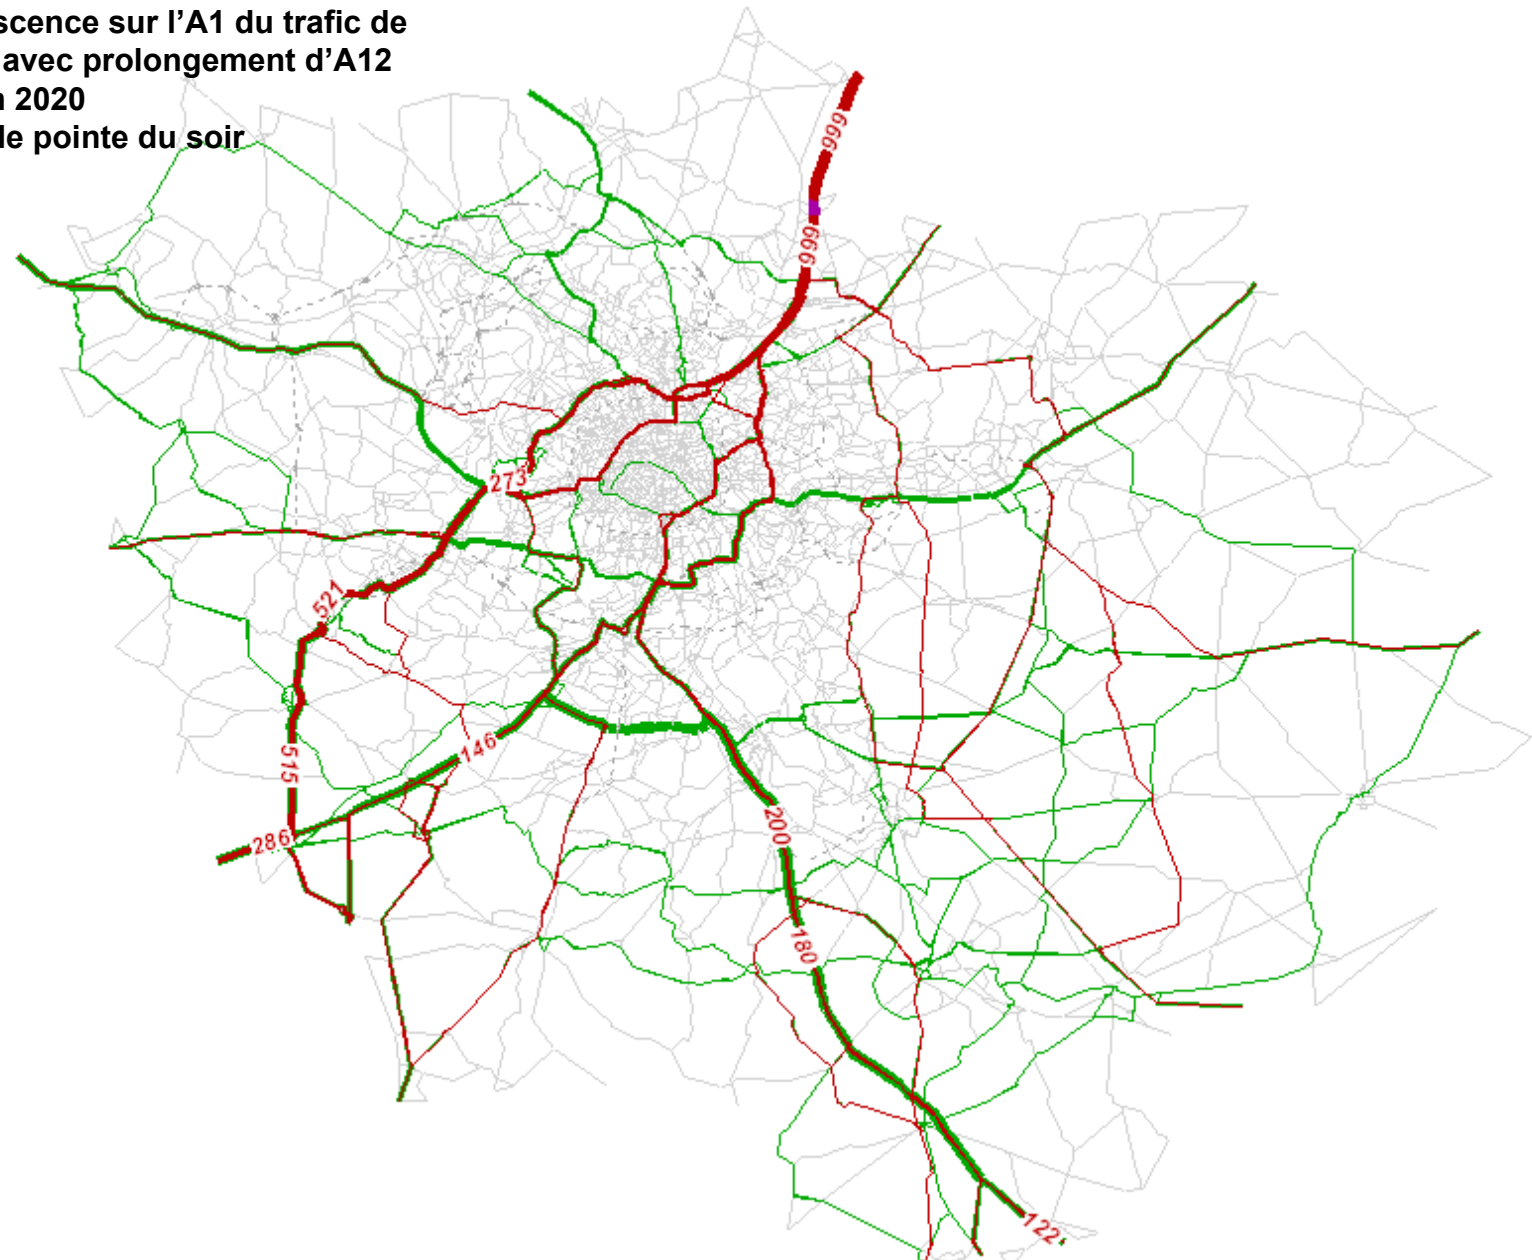 scence sur l’A1 du trafic de
avec prolongement d’A12
n 2020
de pointe du soir
999
999
273
521
515
146
286
200
180
122